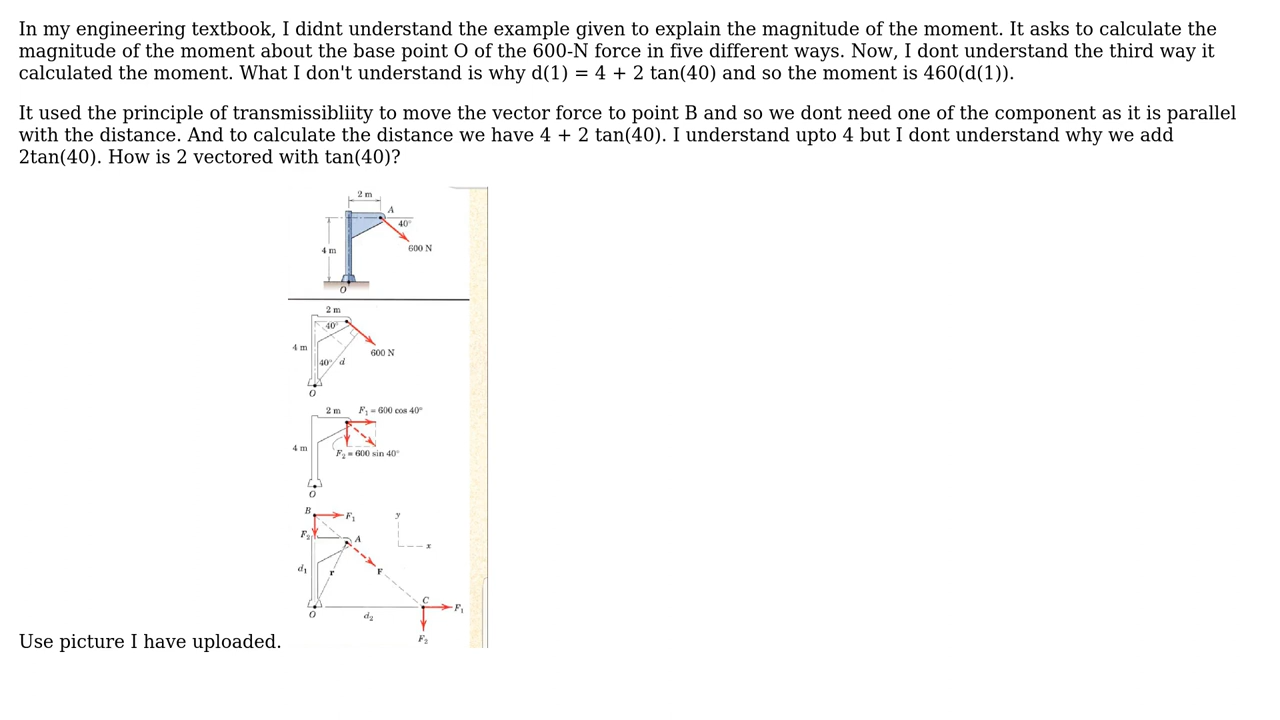 In my engineering textbook, I didnt understand the example given to explain the magnitude of the moment. It asks to calculate the
magnitude of the moment about the base point O of the 600-N force in five different ways. Now, I dont understand the third way it
calculated the moment. What I don't understand is why d(1) = 4 + 2 tan(40) and so the moment is 460(d(1)).
It used the principle of transmissibliity to move the vector force to point B and so we dont need one of the component as it is parallel
with the distance. And to calculate the distance we have 4 + 2 tan(40). I understand upto 4 but I dont understand why we add
2tan(40). How is 2 vectored with tan(40)?
2 m
A
40°
4 m
600 N
O
2 m
40°
4 m
600 N
40° d
O
2 m F₁ = 600 cos 40°
4 m
F₂ = 600 sin 40°
O
B
F₁
y
F₂
A
x
d₁
r
F
C
F₁
O
d₂
F₂
Use picture I have uploaded.